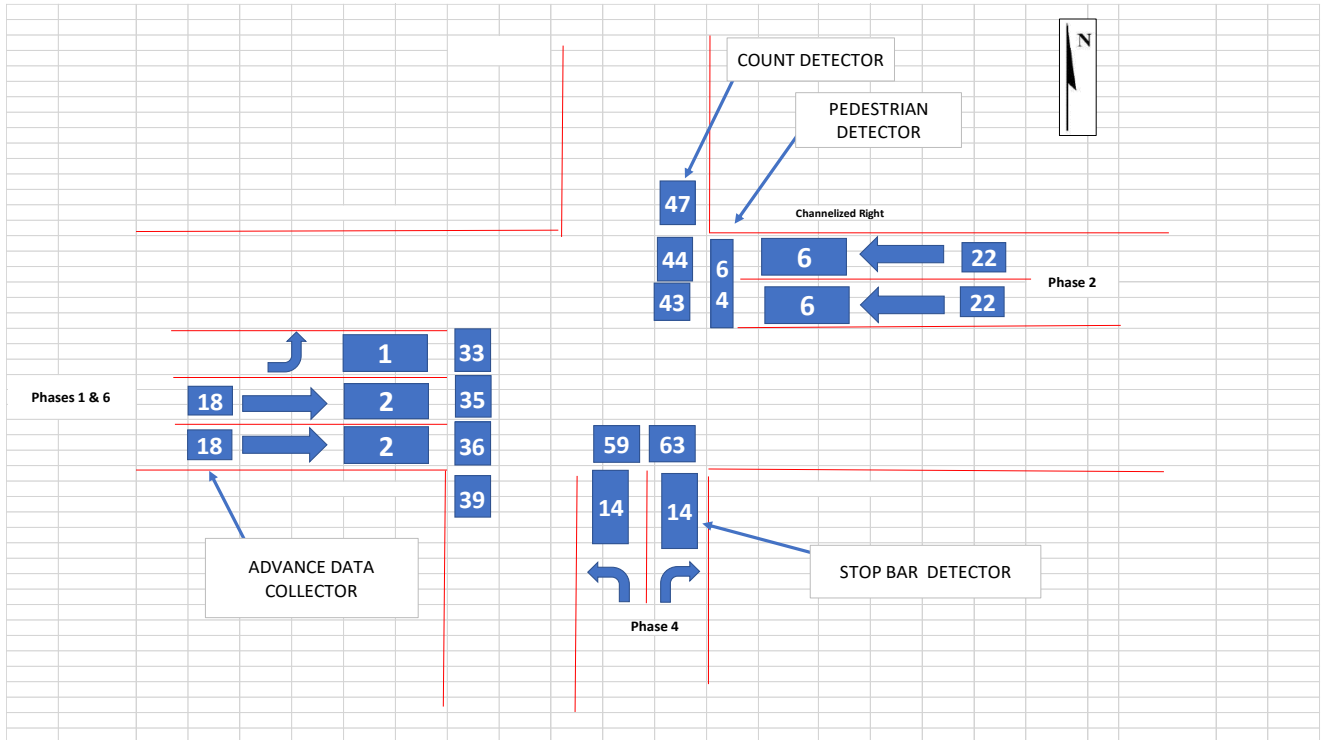 N
COUNT DETECTOR
PEDESTRIAN
DETECTOR
47
Channelized Right
44
6
4
6
22
43
6
22
Phase 2
1
33
Phases 1 & 6
18
2
35
18
2
36
59
63
39
14
14
ADVANCE DATA
COLLECTOR
STOP BAR DETECTOR
Phase 4